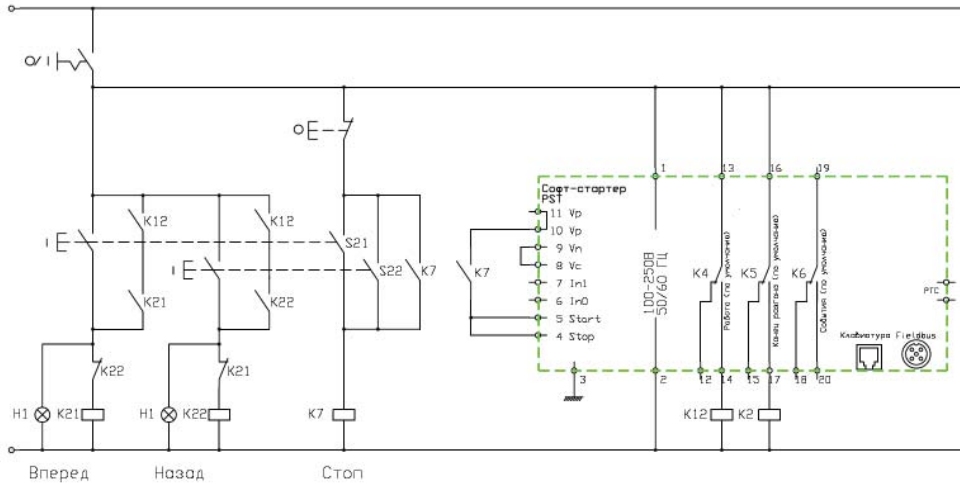 0/ I
0
I
K12
K21
K22
H1
K21
Вперед
I
K12
K22
K21
H1
K22
Назад
S21
S22
K7
K7
Стоп
K7
Софт-стартер
PST
11 Vp
10 Vp
9 Vn
8 Vc
7 In1
6 In0
5 Start
4 Stop
3
1
100-250В
50/60 ГЦ
2
13
K4
Работа (по умолчанию)
12 14
K12
16
K5
Конец разгона (по умолчанию)
15 17
K2
19
K6
События (по умолчанию)
18 20
PTC
Клавиатура Fieldbus